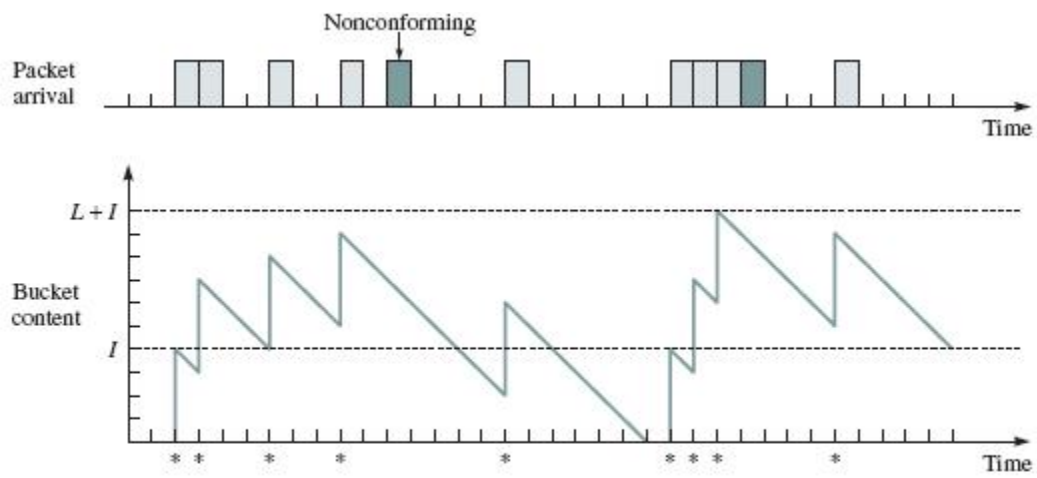 Nonconforming
Packet
arrival
Time
L + I
Bucket
content
I
* * * * * * * * *
Time